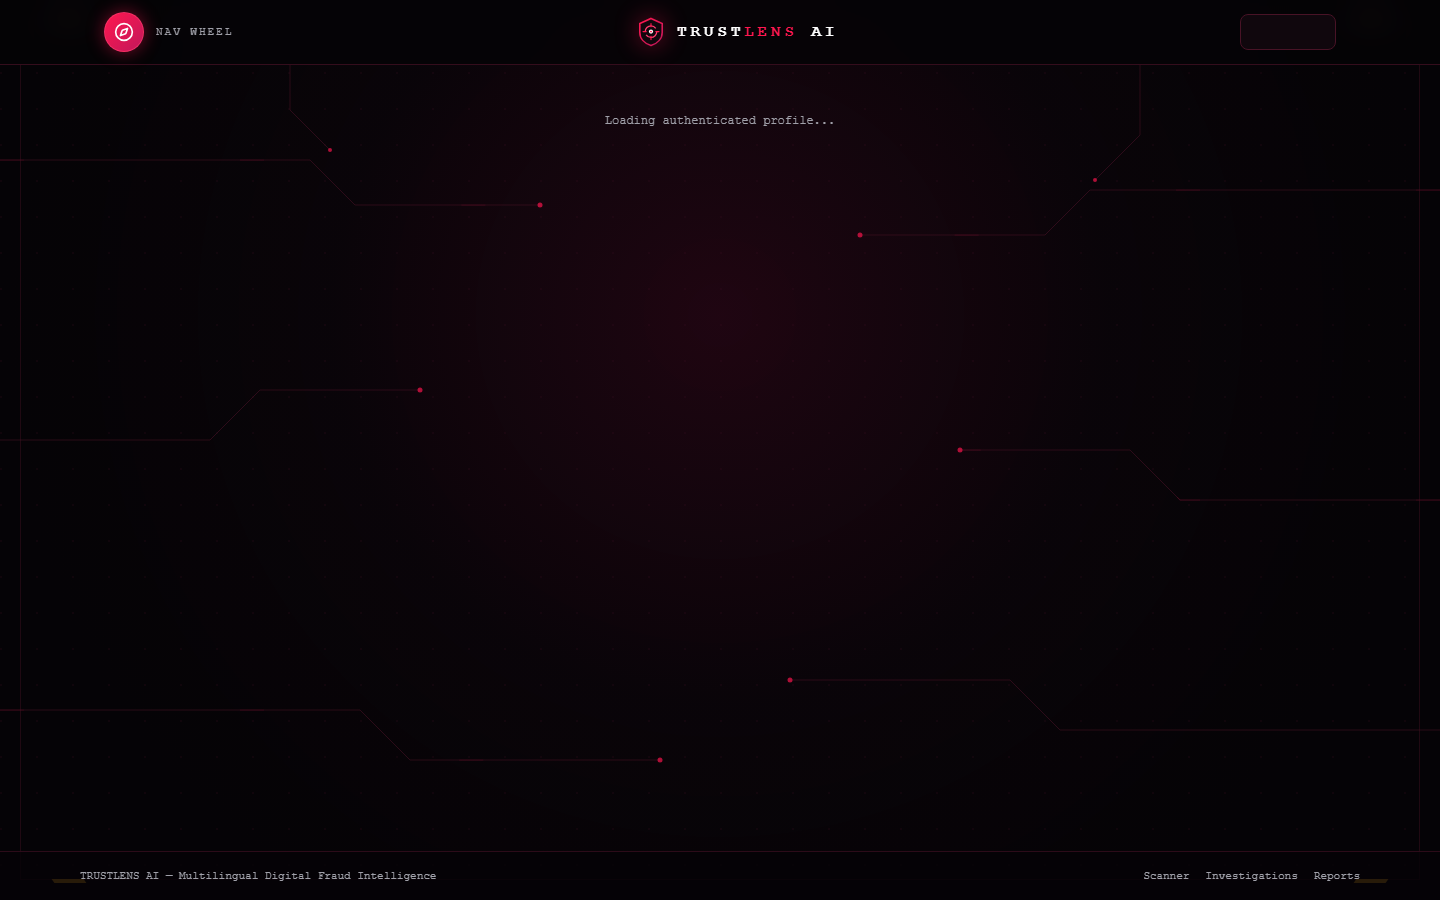 NAV WHEEL
TRUSTLENS AI
Loading authenticated profile...
TRUSTLENS AI — Multilingual Digital Fraud Intelligence
Scanner Investigations Reports